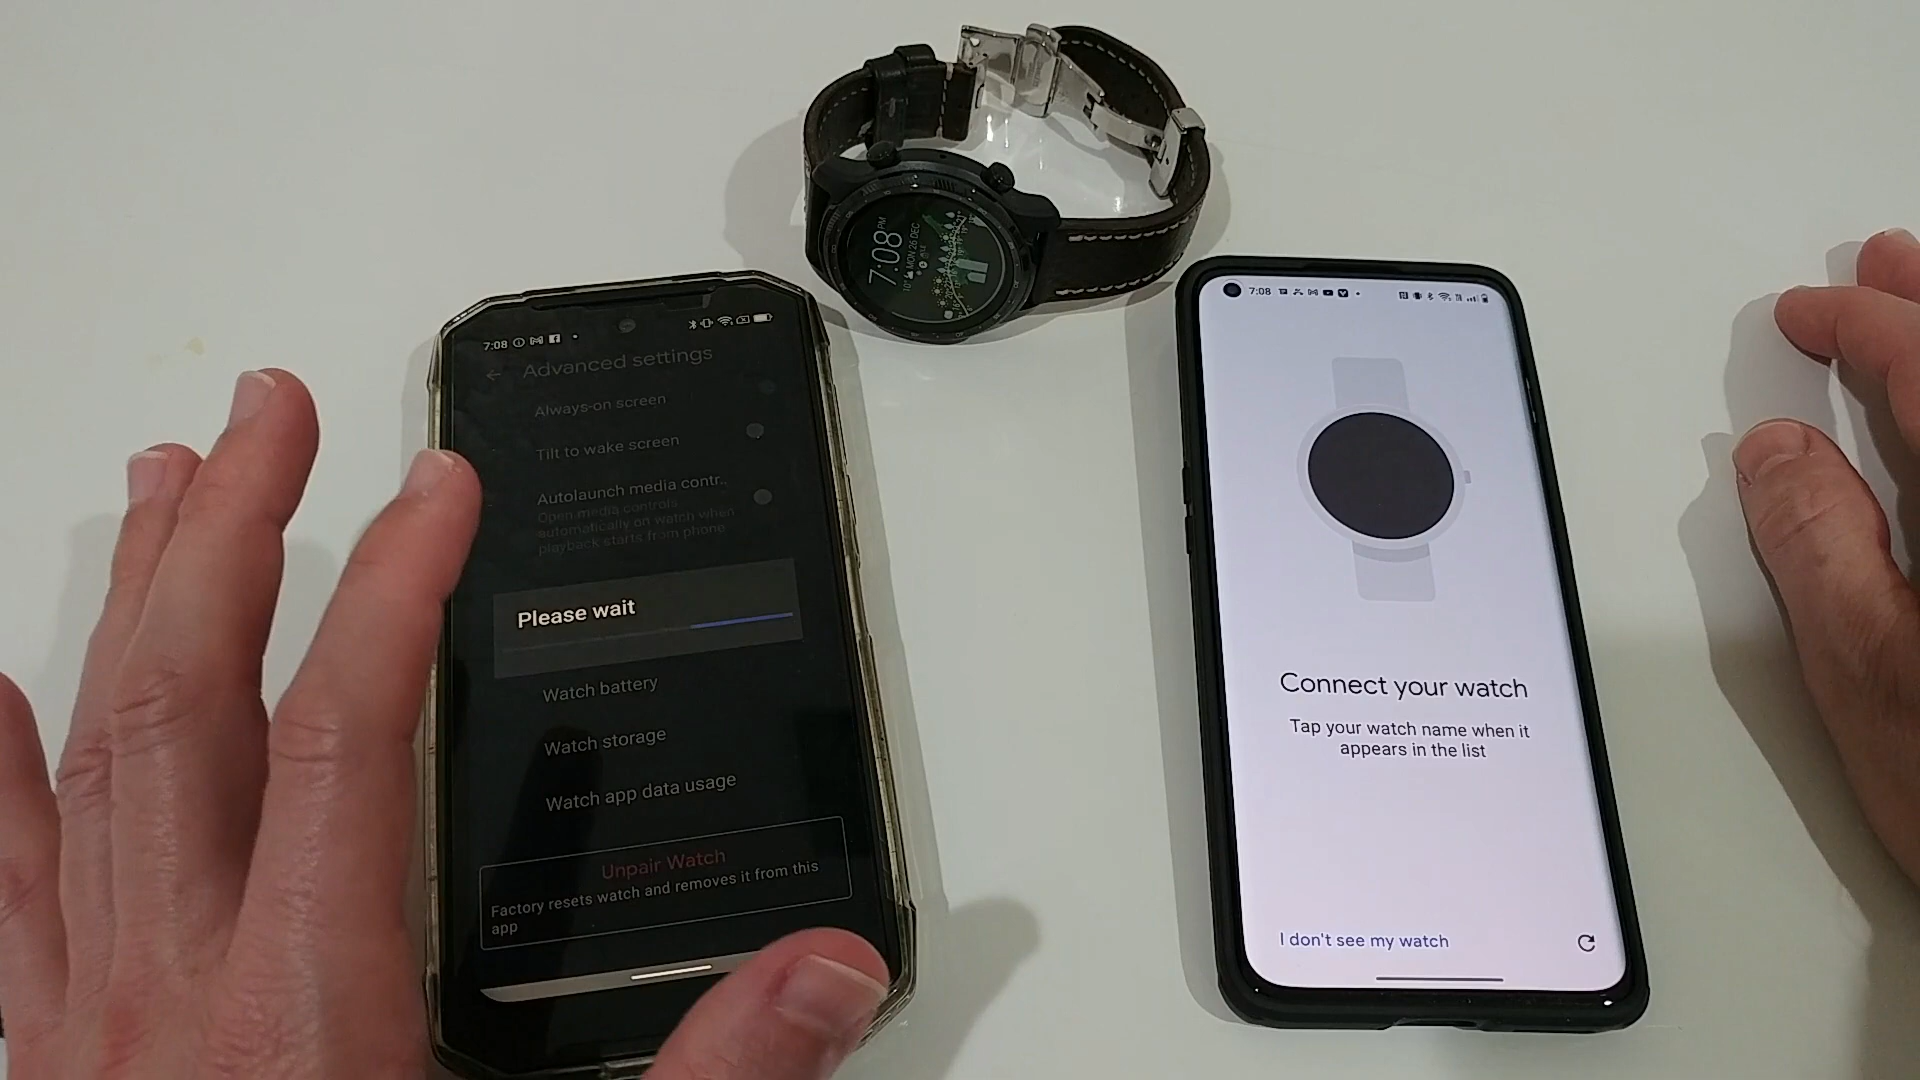 7:08 PM
MON 26 DEC
7:08
Advanced settings
Always-on screen
Tilt to wake screen
Autolaunch media contr..
Open media controls
automatically on watch when
playback starts from phone
Please wait
Watch battery
Watch storage
Watch app data usage
Unpair Watch
Factory resets watch and removes it from this
app
7:08
Connect your watch
Tap your watch name when it
appears in the list
I don't see my watch